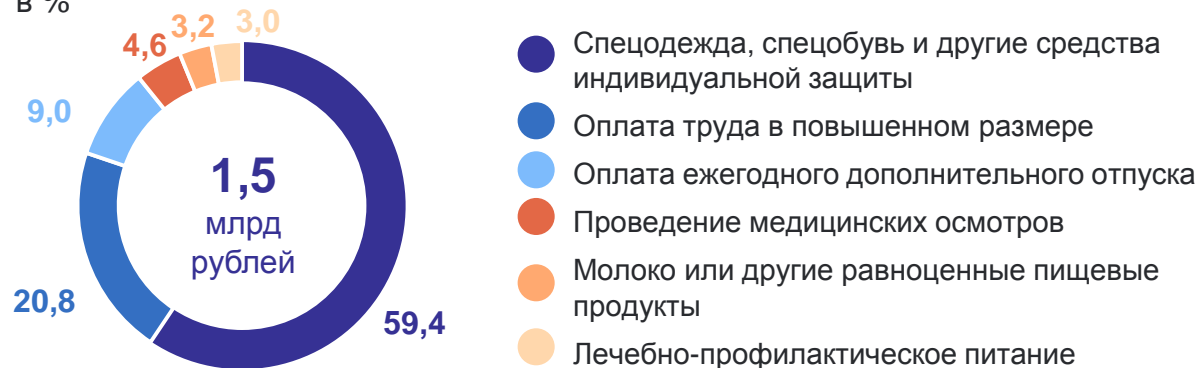 в %
3,0
3,2
4,6
9,0
20,8
59,4
1,5
млрд
рублей
Спецодежда, спецобувь и другие средства
индивидуальной защиты
Оплата труда в повышенном размере
Оплата ежегодного дополнительного отпуска
Проведение медицинских осмотров
Молоко или другие равноценные пищевые
продукты
Лечебно-профилактическое питание